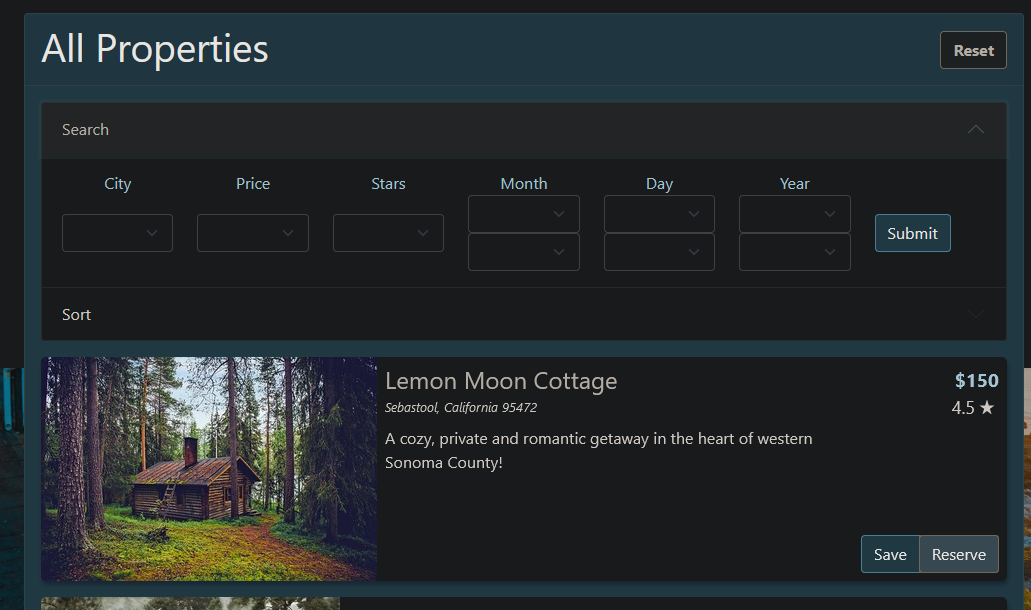 All Properties
Reset
Search
City Price Stars Month Day Year
Submit
Sort
Lemon Moon Cottage
$150
Sebastool, California 95472
4.5 ★
A cozy, private and romantic getaway in the heart of western
Sonoma County!
Save Reserve